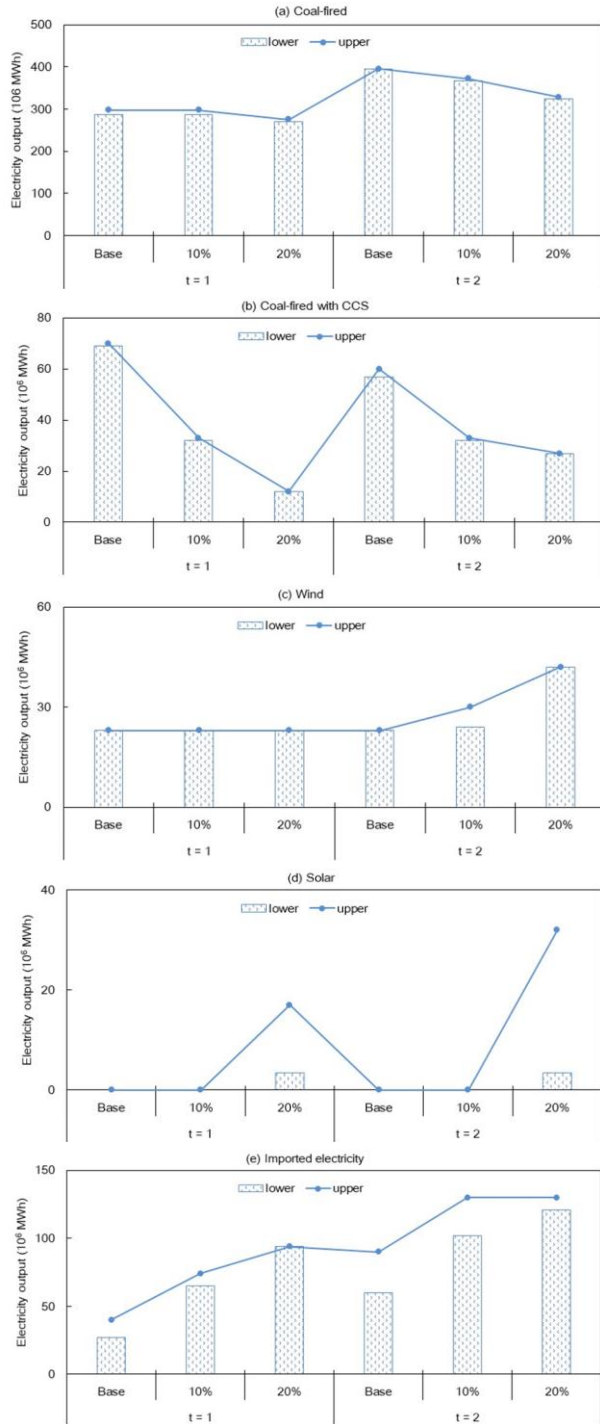 (a) Coal-fired
Electricity output (106 MWh)
lower upper
500
400
300
200
100
0
Base 10% 20% Base 10% 20%
t = 1 t = 2
(b) Coal-fired with CCS
Electricity output (10⁶ MWh)
lower upper
80
60
40
20
0
Base 10% 20% Base 10% 20%
t = 1 t = 2
(c) Wind
Electricity output (10⁶ MWh)
lower upper
60
30
0
Base 10% 20% Base 10% 20%
t = 1 t = 2
(d) Solar
Electricity output (10⁶ MWh)
lower upper
40
20
0
Base 10% 20% Base 10% 20%
t = 1 t = 2
(e) Imported electricity
Electricity output (10⁶ MWh)
lower upper
150
100
50
0
Base 10% 20% Base 10% 20%
t = 1 t = 2